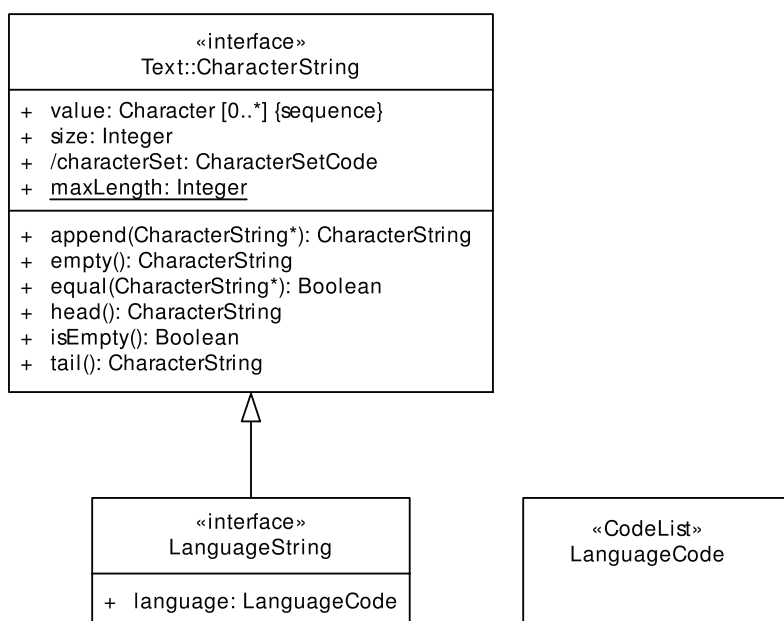 «interface»
Text::CharacterString
+ value: Character [0..*] {sequence}
+ size: Integer
+ /characterSet: CharacterSetCode
+ maxLength: Integer
+ append(CharacterString*): CharacterString
+ empty(): CharacterString
+ equal(CharacterString*): Boolean
+ head(): CharacterString
+ isEmpty(): Boolean
+ tail(): CharacterString
«interface»
LanguageString
+ language: LanguageCode
«CodeList»
LanguageCode